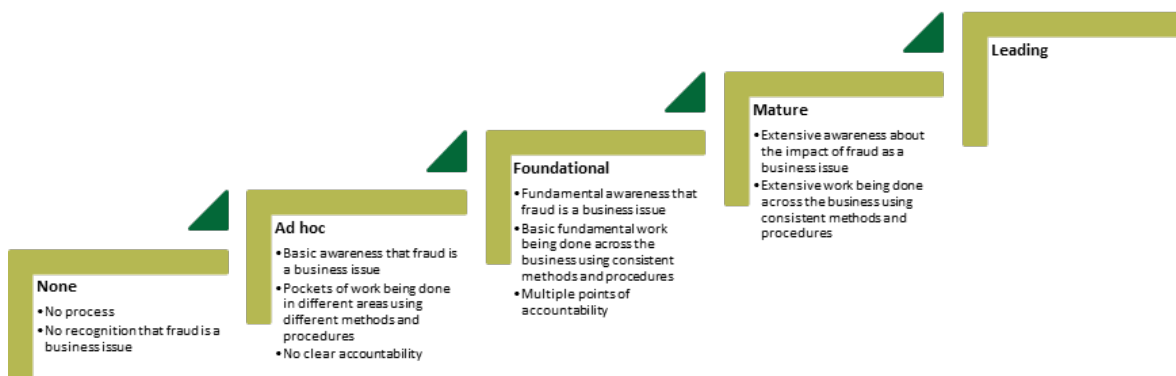 None
•No process
•No recognition that fraud is a
business issue
Ad hoc
•Basic awareness that fraud is
a business issue
•Pockets of work being done
in different areas using
different methods and
procedures
•No clear accountability
Foundational
•Fundamental awareness that
fraud is a business issue
•Basic fundamental work
being done across the
business using consistent
methods and procedures
•Multiple points of
accountability
Mature
•Extensive awareness about
the impact of fraud as a
business issue
•Extensive work being done
across the business using
consistent methods and
procedures
Leading